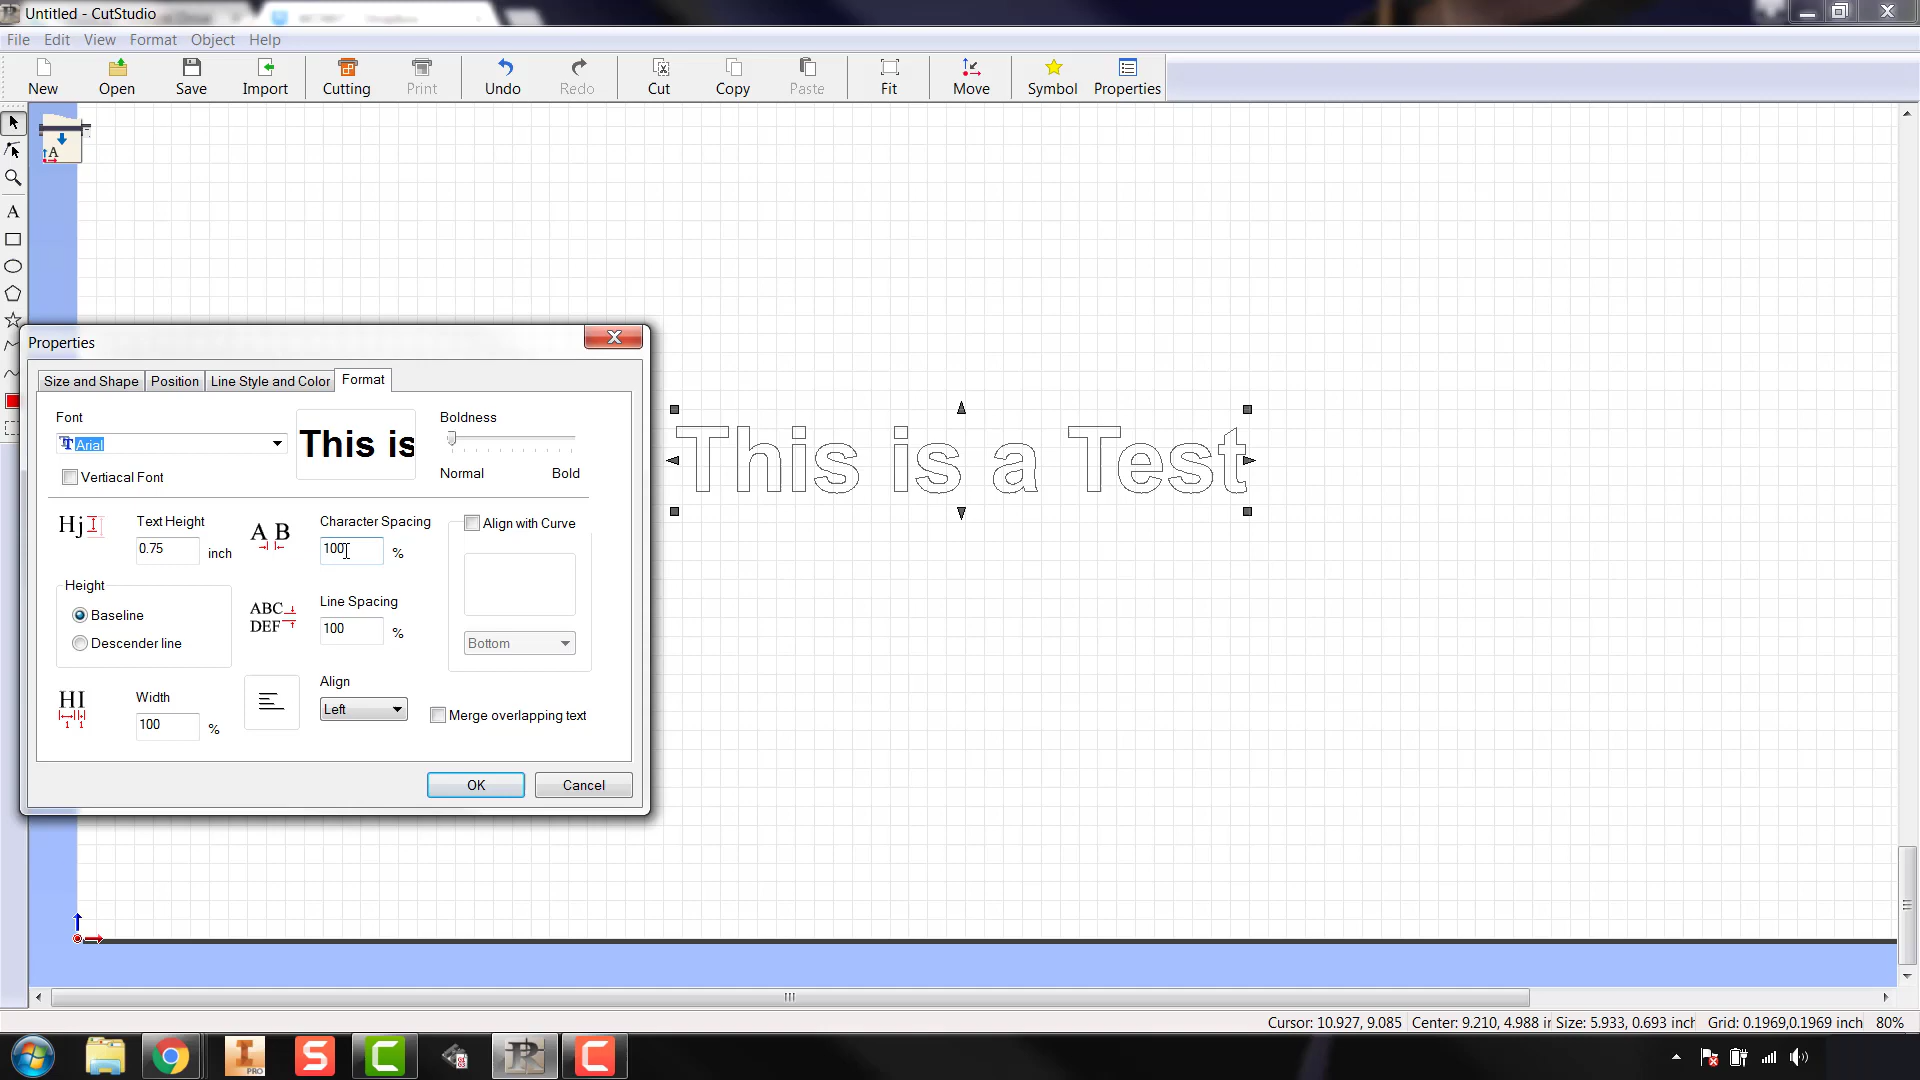 Untitled - CutStudio
File Edit View Format Object Help
New Open Save Import Cutting Print Undo Redo Cut Copy Paste Fit Move Symbol Properties
A
A
Properties
Size and Shape Position Line Style and Color Format
Font
Arial
This is
Boldness
Normal Bold
Vertiacal Font
Hj
Text Height
0.75 inch
A B
Character Spacing
100 %
Align with Curve
Height
Baseline
Descender line
ABC
DEF
Line Spacing
100 %
Bottom
HI
1 1
Width
100 %
Align
Left
Merge overlapping text
OK Cancel
This is a Test
Cursor: 10.927, 9.085 Center: 9.210, 4.988 ir Size: 5.933, 0.693 inch Grid: 0.1969,0.1969 inch 80%
I PRO S C R C